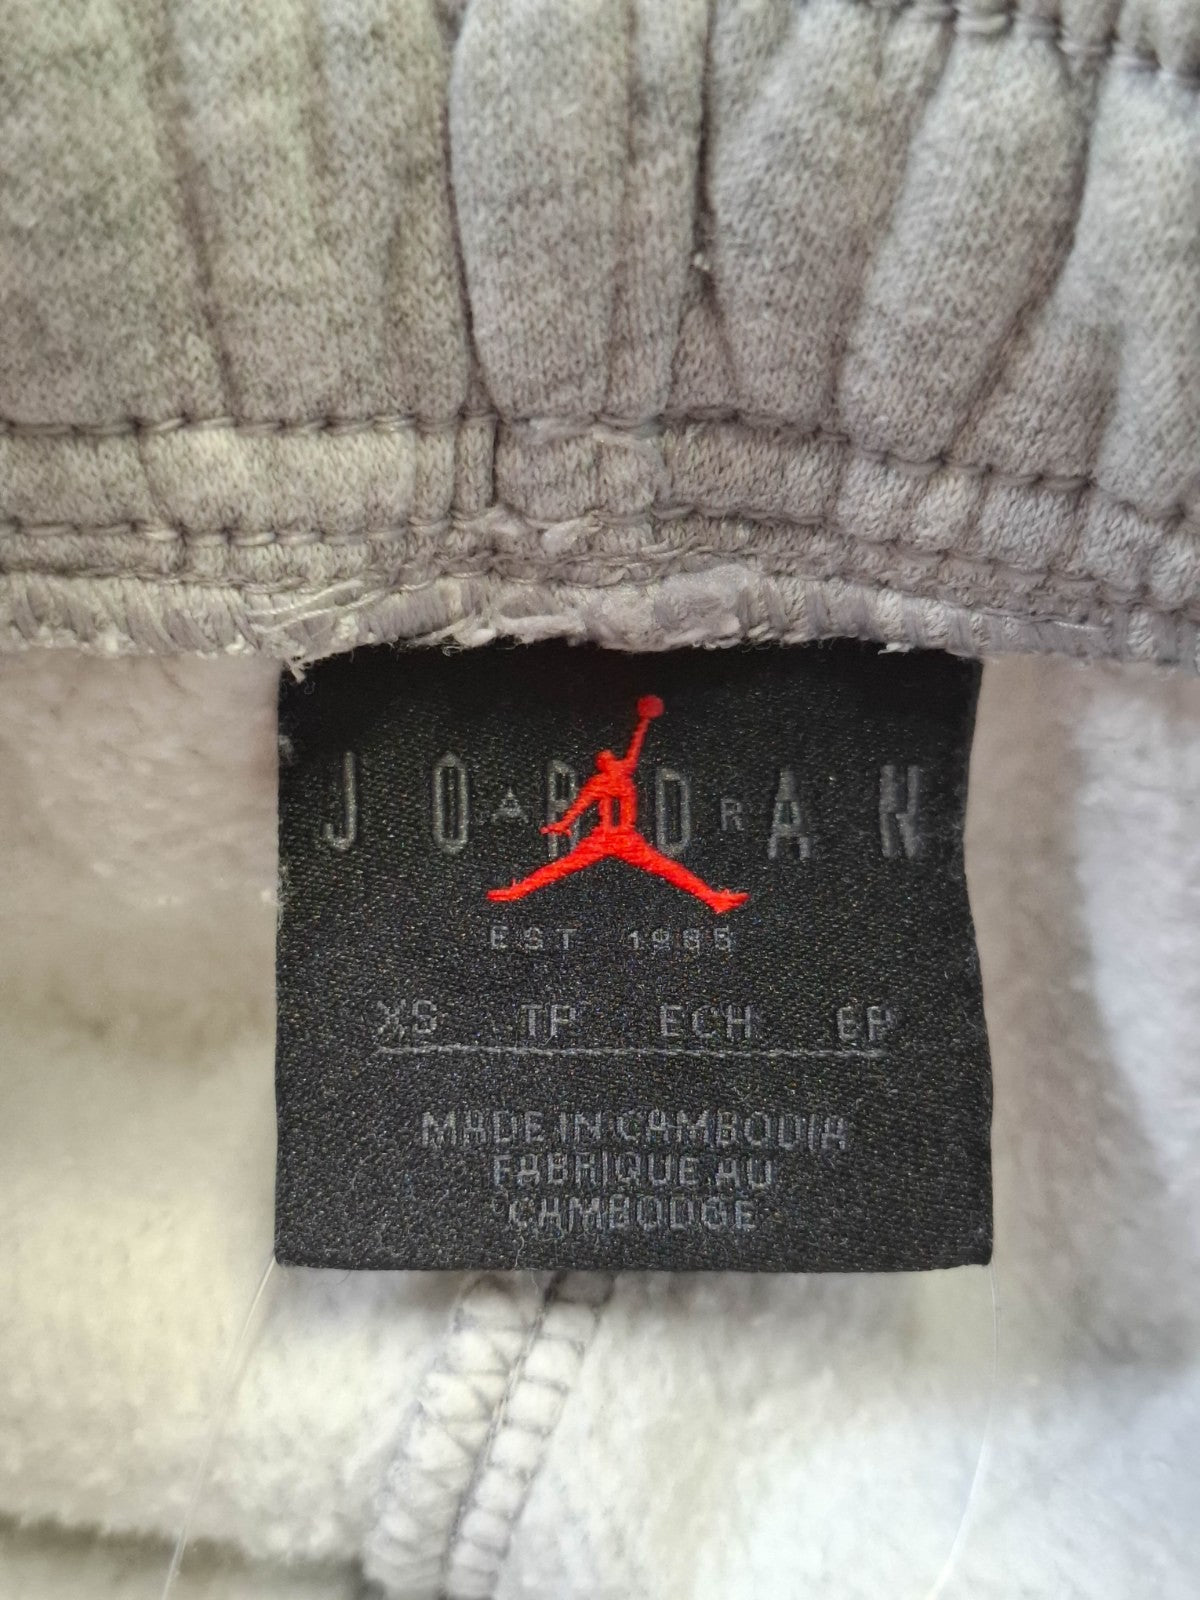 JORDAN
AIR
EST 1985
XS TP ECH EP
MADE IN CAMBODIA
FABRIQUE AU
CAMBODGE